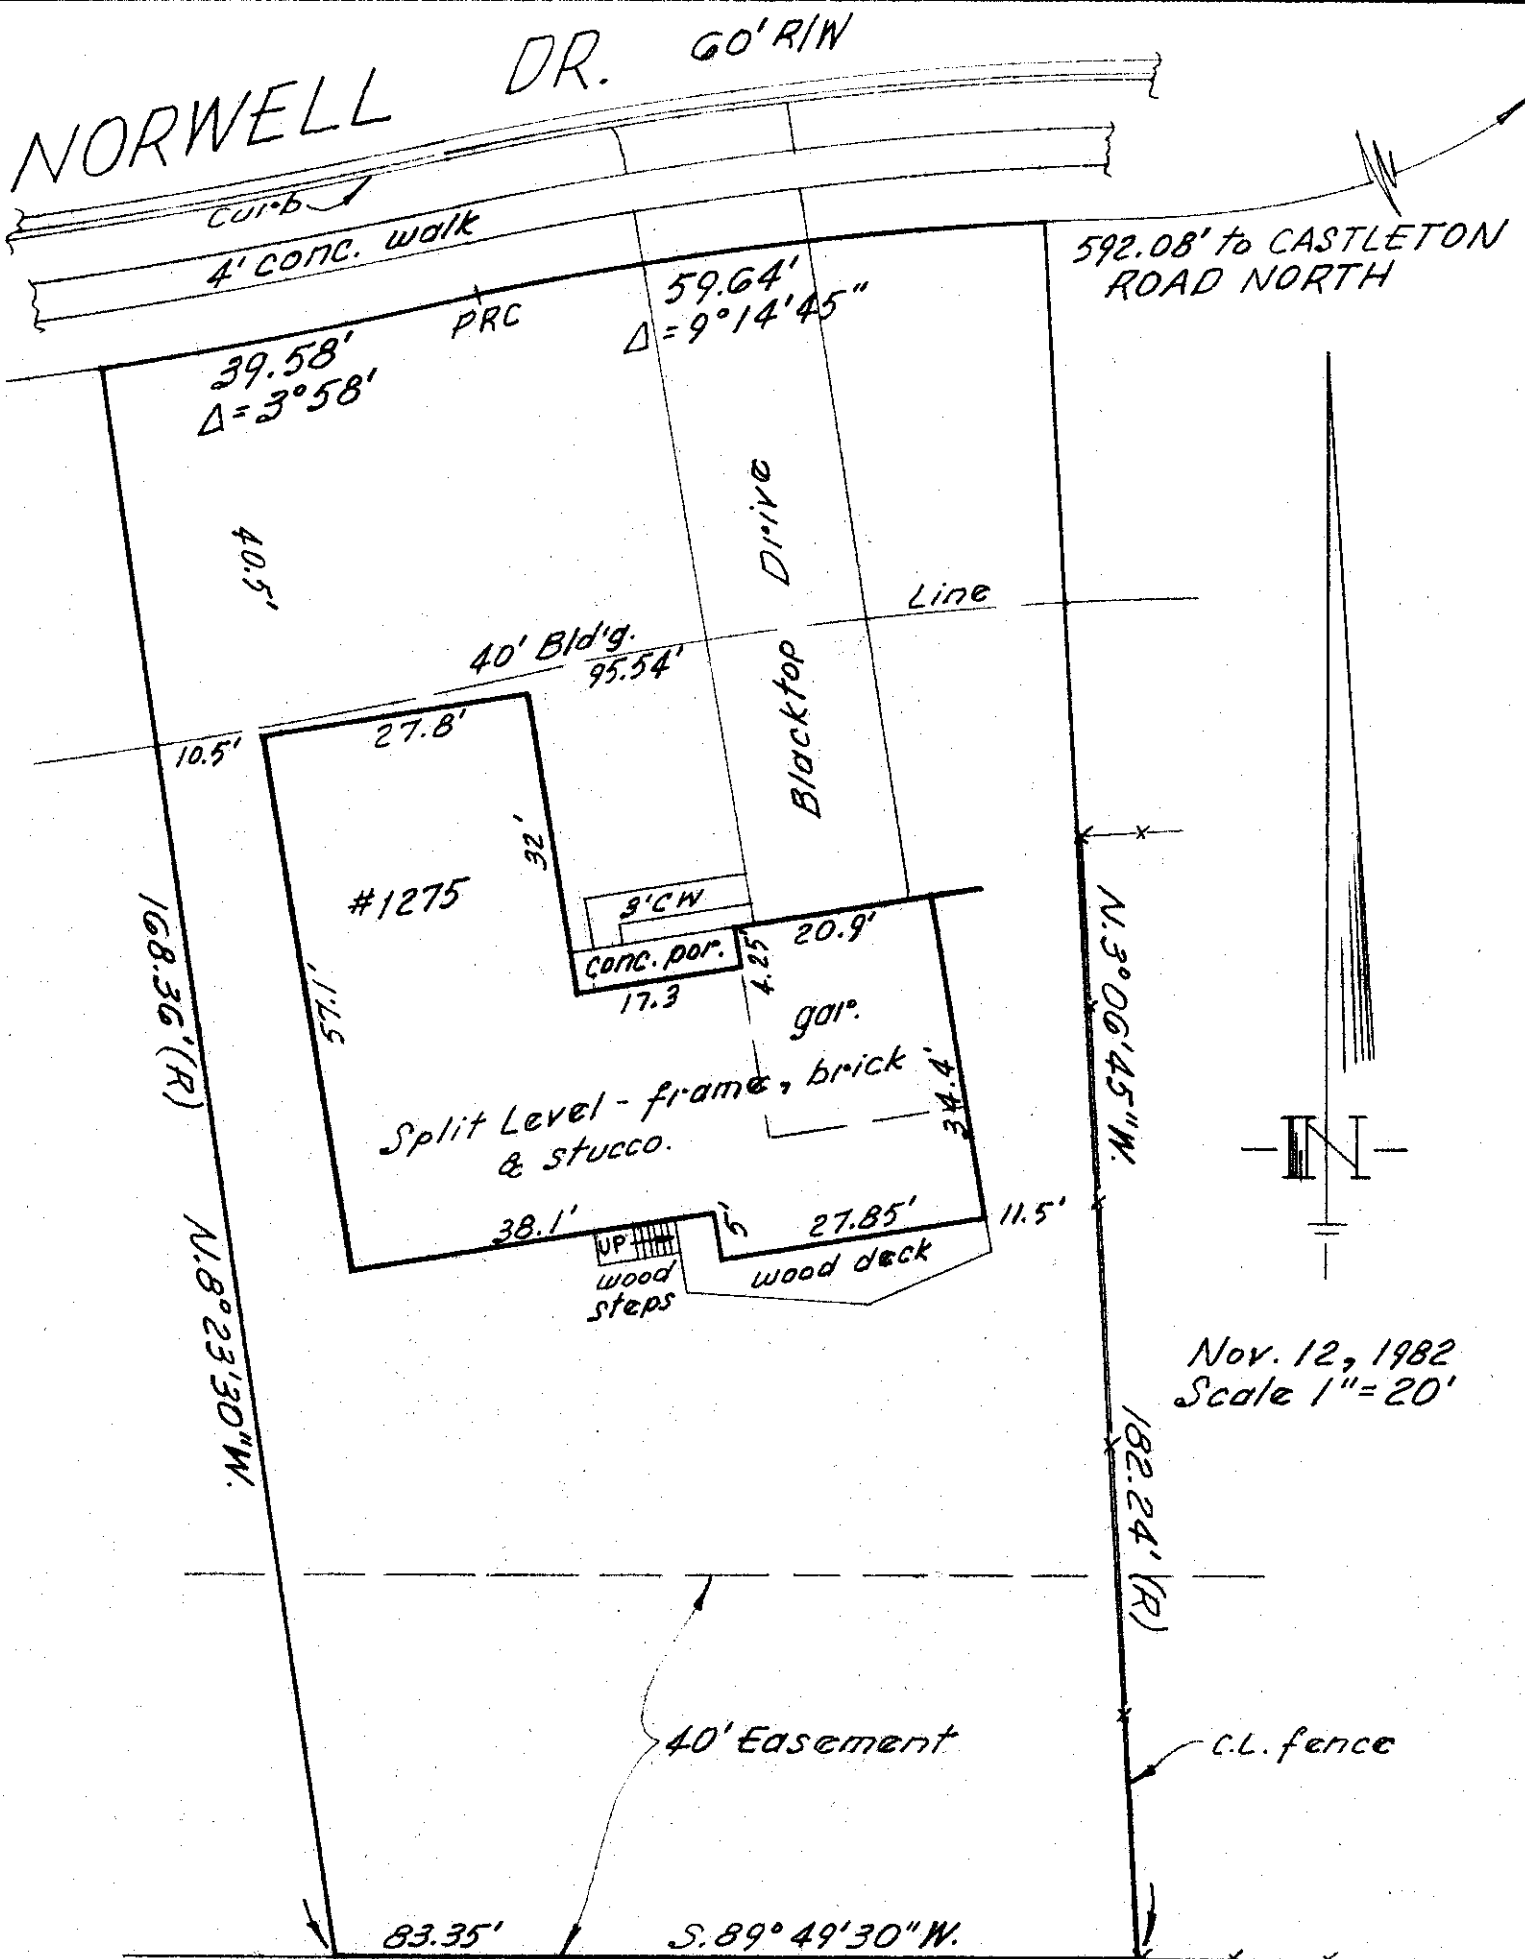 NORWELL DR. 60' R/W
curb
4' conc. walk
592.08' to CASTLETON
ROAD NORTH
PRC
59.64'
Δ = 9°14'45"
39.58'
Δ = 3°58'
40.5'
Blacktop Drive
40' Bld'g. Line
95.54'
10.5'
27.8'
32'
#1275
3' CW
conc. por.
20.9'
4.25'
17.3
gar.
57.1'
168.36' (R)
N. 3°06'45" W.
Split Level - frame, brick
& stucco.
34.4'
N
38.1'
5'
27.85'
11.5'
UP
wood
steps
wood deck
N. 8°23'30" W.
Nov. 12, 1982
Scale 1" = 20'
182.24' (R)
40' Easement
C.L. fence
83.35'
S. 89°49'30" W.